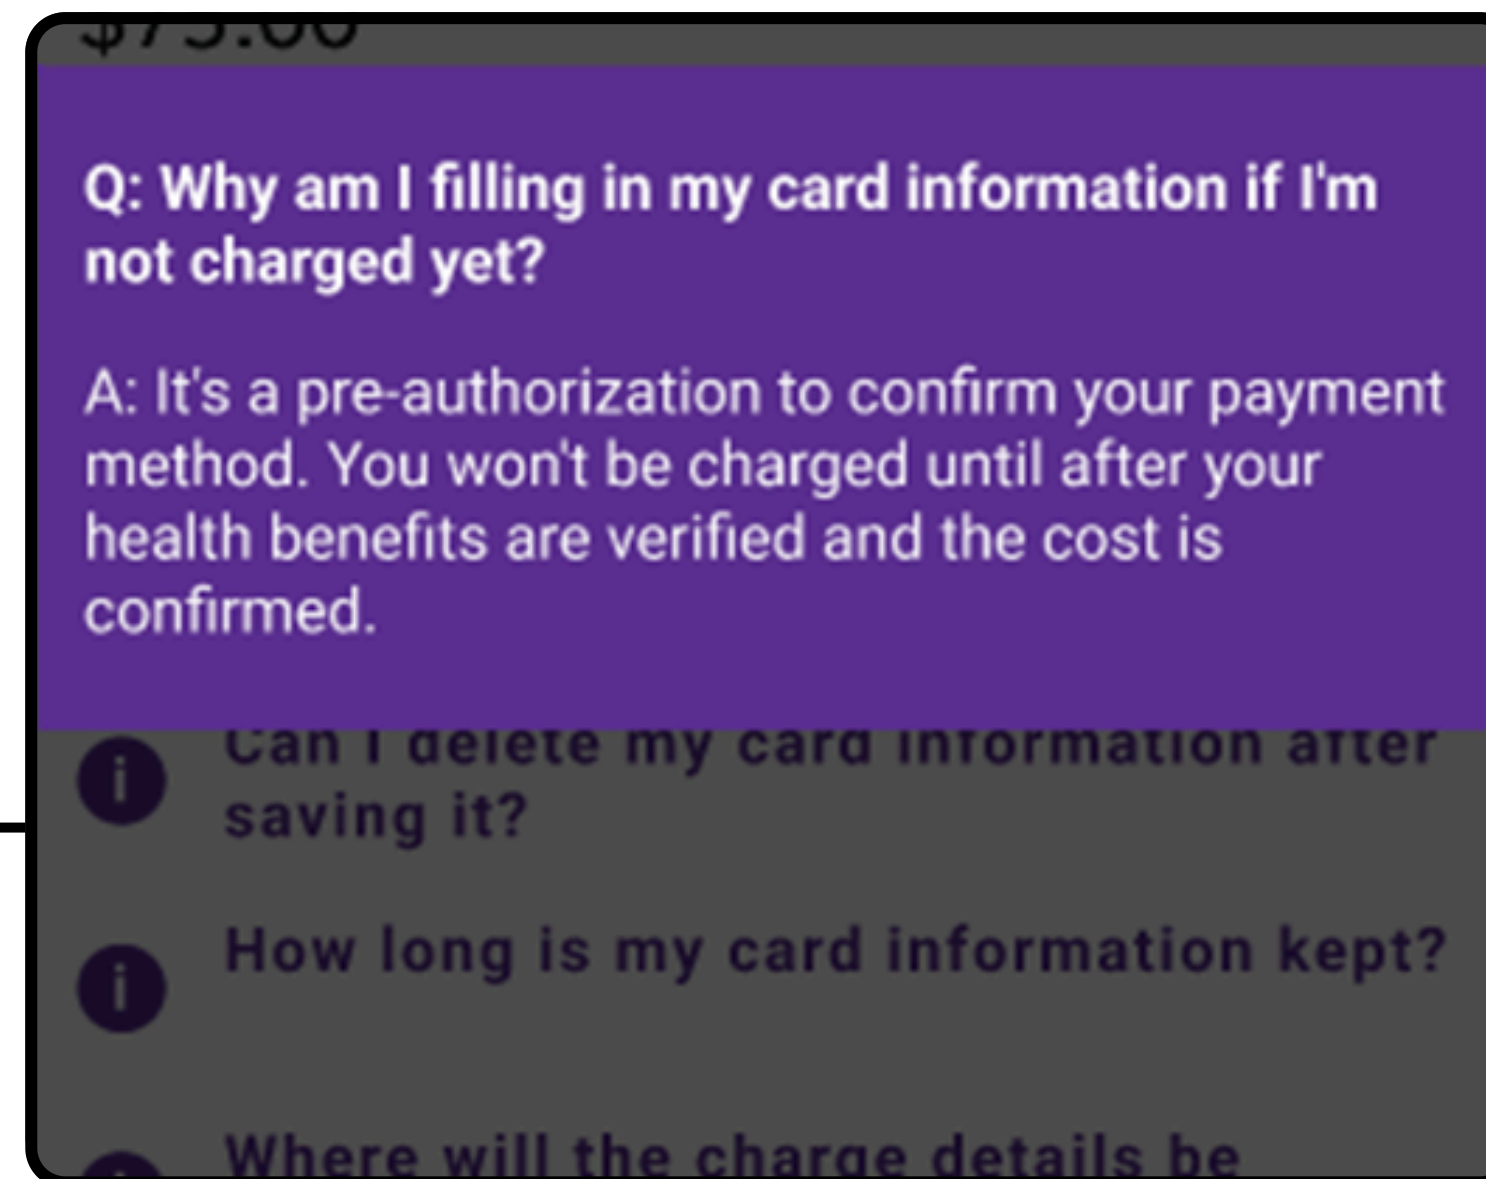 $75.00
Q: Why am I filling in my card information if I'm
not charged yet?
A: It's a pre-authorization to confirm your payment
method. You won't be charged until after your
health benefits are verified and the cost is
confirmed.
i Can I delete my card information after
saving it?
i How long is my card information kept?
Where will the charge details be